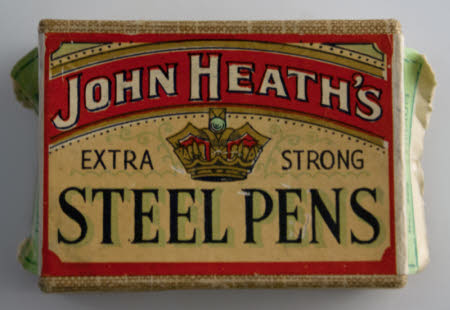 JOHN HEATH'S
EXTRA STRONG
STEEL PENS